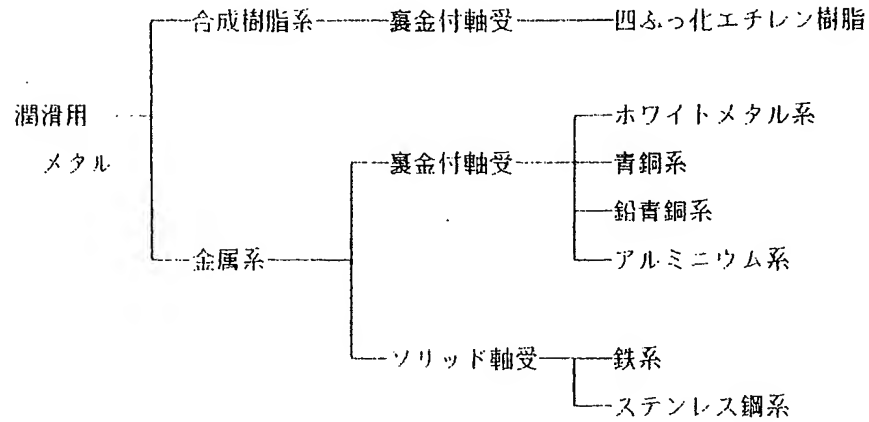 合成樹脂系 裏金付軸受 四ふっ化エチレン樹脂
潤滑用 ホワイトメタル系
メタル 裏金付軸受 青銅系
鉛青銅系
金属系 アルミニウム系
ソリッド軸受 鉄系
ステンレス鋼系